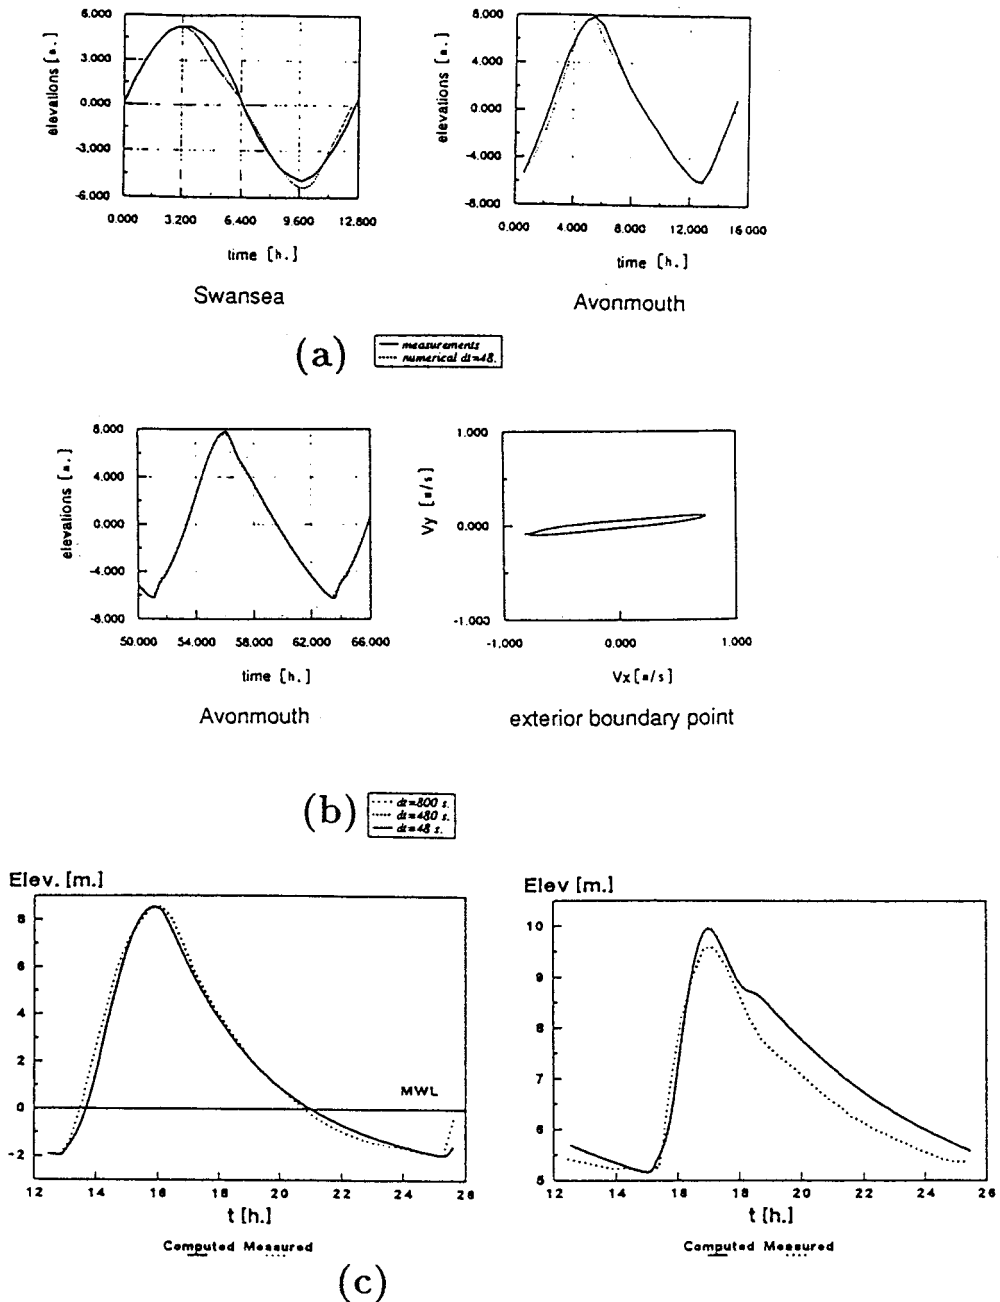 6.000
3.000
0.000
-3.000
-6.000
elevations [m.]
0.000 3.200 6.400 9.600 12.800
time [h.]
Swansea
8.000
4.000
0.000
-4.000
-8.000
elevations [m.]
0.000 4.000 8.000 12.000 16.000
time [h.]
Avonmouth
(a)
measurements
numerical dt=48.
8.000
4.000
0.000
-4.000
-8.000
elevations [m.]
50.000 54.000 58.000 62.000 66.000
time [h.]
Avonmouth
1.000
0.000
-1.000
Vy [m/s]
-1.000 0.000 1.000
Vx [m/s]
exterior boundary point
(b)
dt=800 s.
dt=480 s.
dt=48 s.
Elev. [m.]
8
6
4
2
0
-2
MWL
12 14 16 18 20 22 24 26
t [h.]
Computed Measured
Elev [m.]
10
9
8
7
6
5
12 14 16 18 20 22 24 26
t [h.]
Computed Measured
(c)